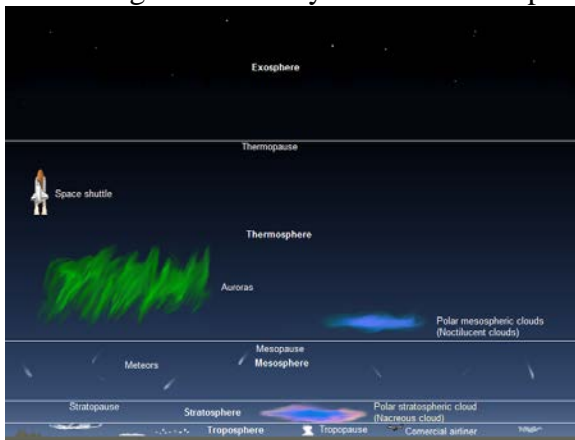 Exosphere
Thermopause
Space shuttle
Thermosphere
Auroras
Polar mesospheric clouds
(Noctilucent clouds)
Mesopause
Meteors
Mesosphere
Stratopause
Stratosphere
Polar stratospheric cloud
(Nacreous cloud)
Troposphere
Tropopause
Comercial airliner